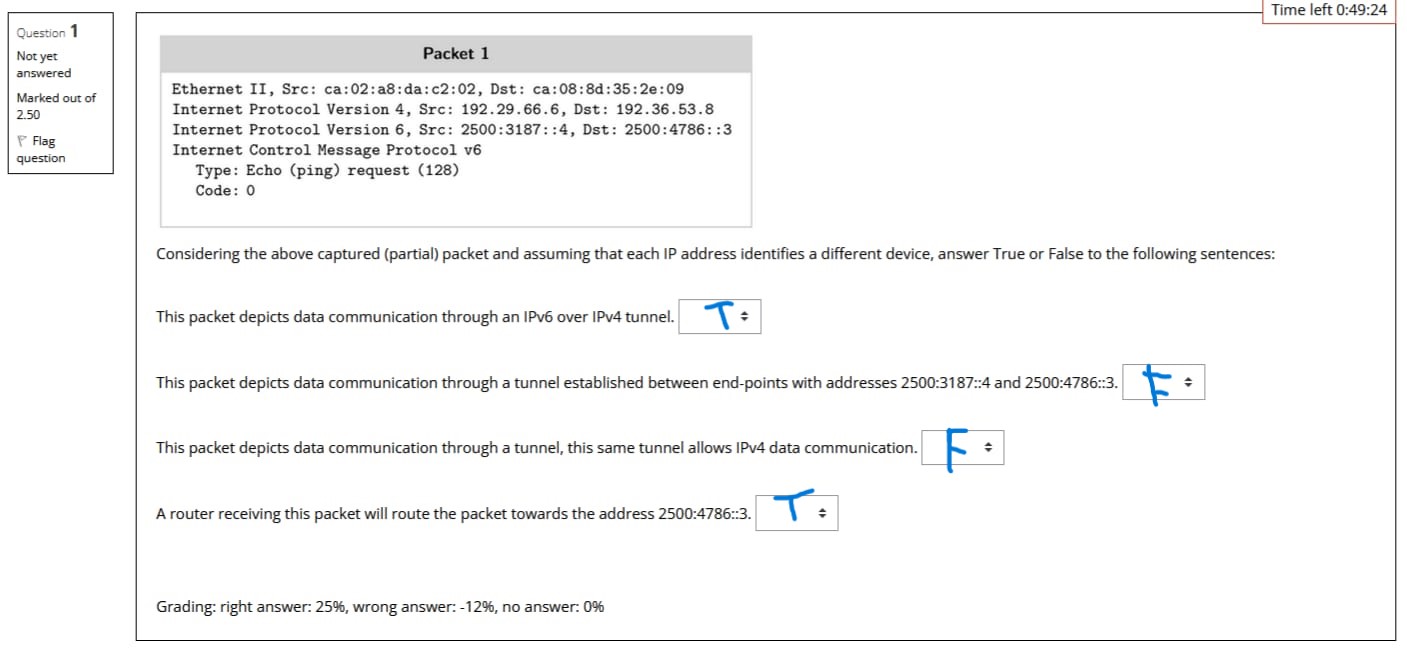 Time left 0:49:24
Question 1
Not yet
answered
Marked out of
2.50
Flag
question
Packet 1
Ethernet II, Src: ca:02:a8:da:c2:02, Dst: ca:08:8d:35:2e:09
Internet Protocol Version 4, Src: 192.29.66.6, Dst: 192.36.53.8
Internet Protocol Version 6, Src: 2500:3187::4, Dst: 2500:4786::3
Internet Control Message Protocol v6
Type: Echo (ping) request (128)
Code: 0
Considering the above captured (partial) packet and assuming that each IP address identifies a different device, answer True or False to the following sentences:
This packet depicts data communication through an IPv6 over IPv4 tunnel. T
This packet depicts data communication through a tunnel established between end-points with addresses 2500:3187::4 and 2500:4786::3. F
This packet depicts data communication through a tunnel, this same tunnel allows IPv4 data communication. F
A router receiving this packet will route the packet towards the address 2500:4786::3. T
Grading: right answer: 25%, wrong answer: -12%, no answer: 0%